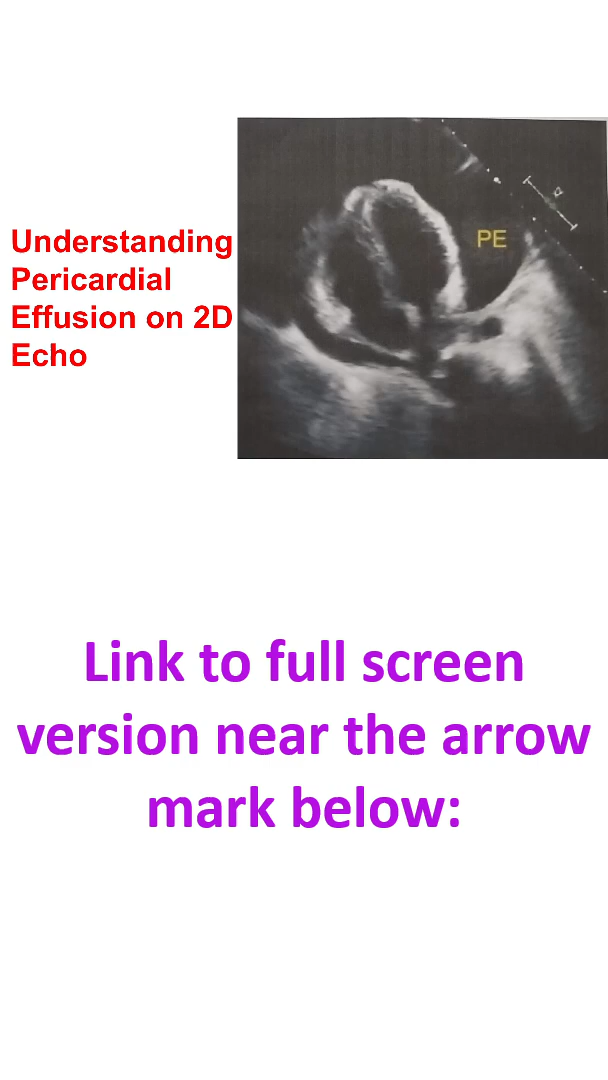 Understanding
Pericardial
Effusion on 2D
Echo
PE
Link to full screen
version near the arrow
mark below: